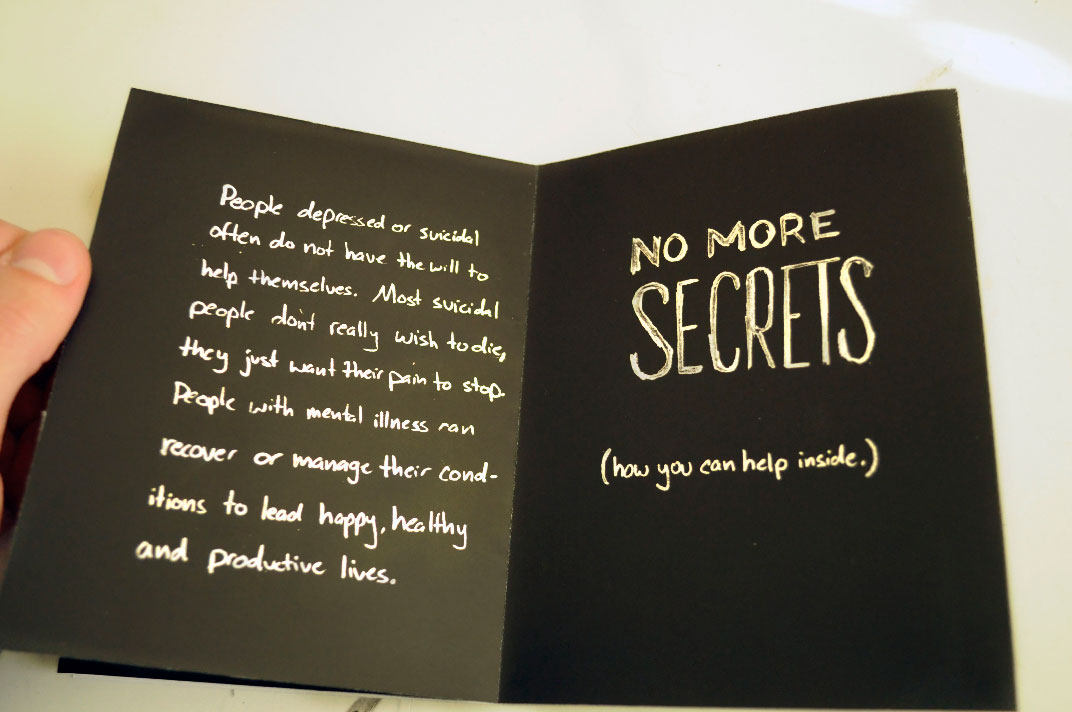 People depressed or suicidal
often do not have the will to
help themselves. Most suicidal
people don't really wish to die,
they just want their pain to stop.
People with mental illness can
recover or manage their cond-
itions to lead happy, healthy
and productive lives.
NO MORE
SECRETS
(how you can help inside.)